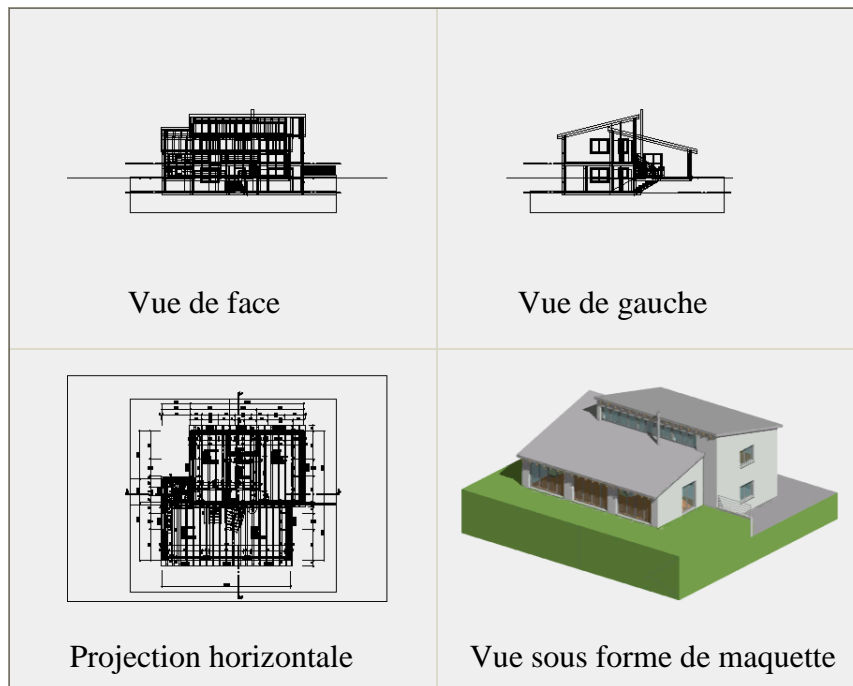 Vue de face
Vue de gauche
Projection horizontale
Vue sous forme de maquette